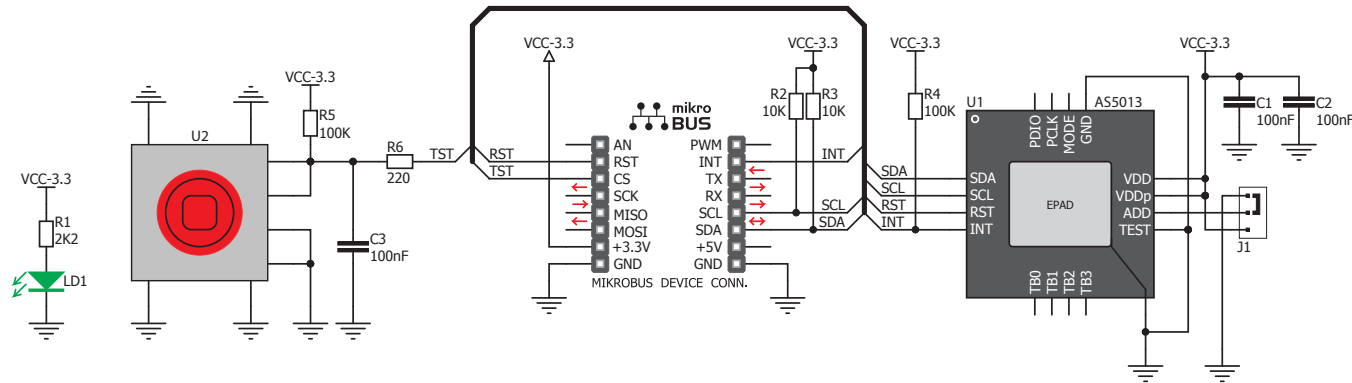 VCC-3.3
R1
2K2
LD1
U2
VCC-3.3
R5
100K
C3
100nF
R6
220
TST
RST
TST
VCC-3.3
mikro
BUS
AN
RST
CS
SCK
MISO
MOSI
+3.3V
GND
PWM
INT
TX
RX
SCL
SDA
+5V
GND
MIKROBUS DEVICE CONN.
INT
SCL
SDA
VCC-3.3
R2
10K
R3
10K
VCC-3.3
R4
100K
SDA
SCL
RST
INT
U1
AS5013
PDIO
PCLK
MODE
GND
SDA
SCL
RST
INT
EPAD
VDD
VDDp
ADD
TEST
TB0
TB1
TB2
TB3
VCC-3.3
C1
100nF
C2
100nF
J1